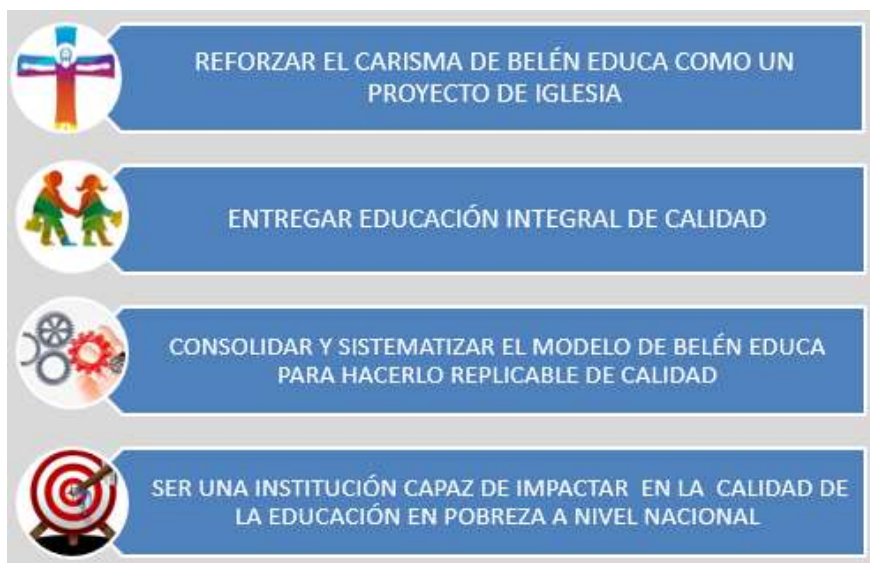 REFORZAR EL CARISMA DE BELÉN EDUCA COMO UN
PROYECTO DE IGLESIA
ENTREGAR EDUCACIÓN INTEGRAL DE CALIDAD
CONSOLIDAR Y SISTEMATIZAR EL MODELO DE BELÉN EDUCA
PARA HACERLO REPLICABLE DE CALIDAD
SER UNA INSTITUCIÓN CAPAZ DE IMPACTAR EN LA CALIDAD DE
LA EDUCACIÓN EN POBREZA A NIVEL NACIONAL